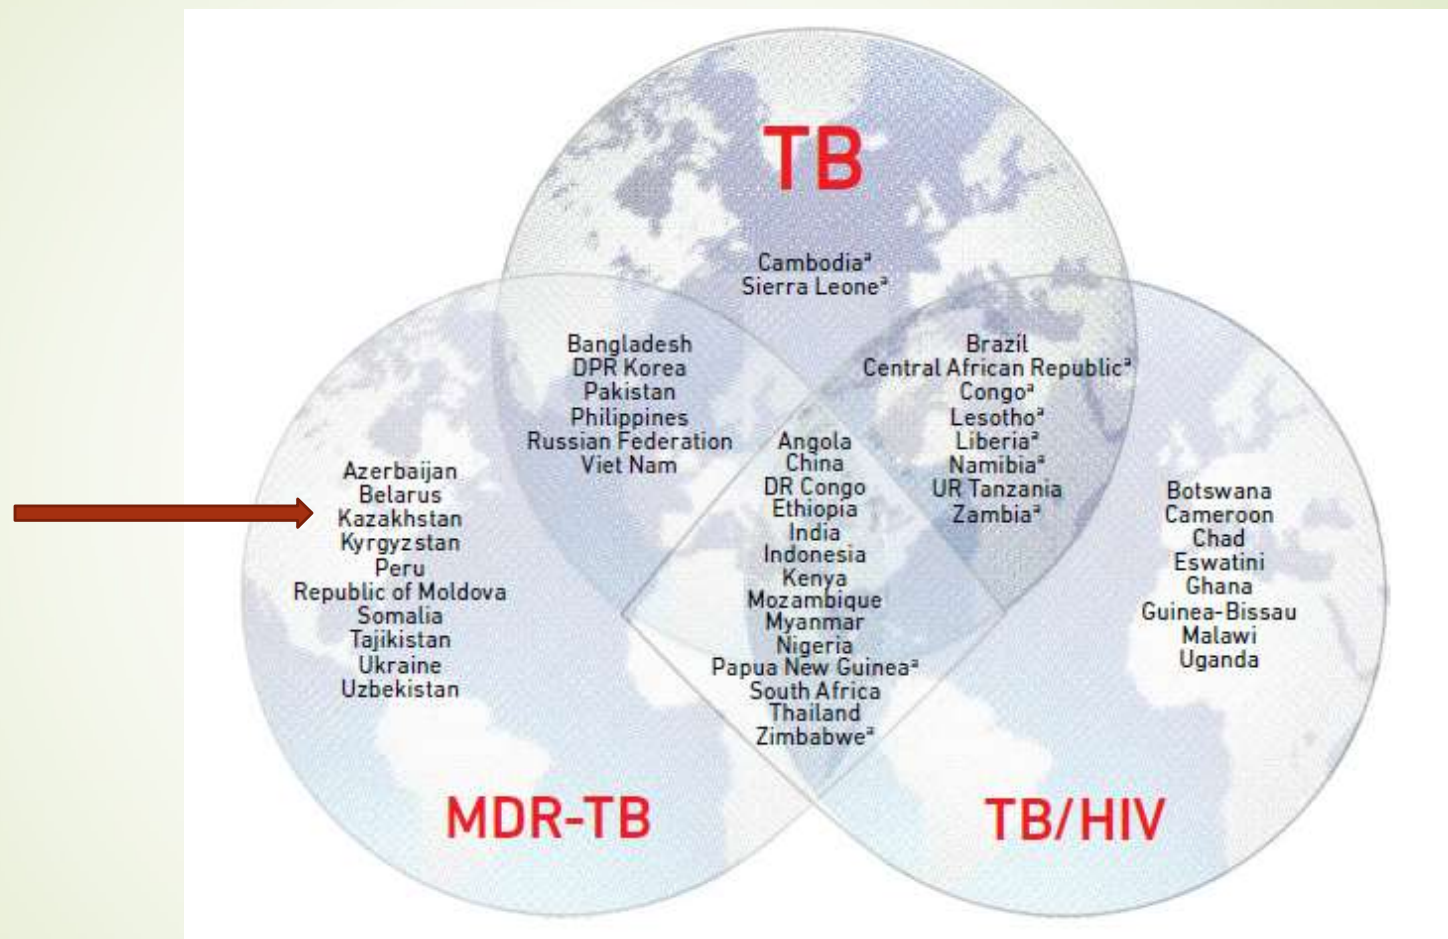 TB
Cambodiaª
Sierra Leoneª
Bangladesh
DPR Korea
Pakistan
Philippines
Russian Federation
Viet Nam
Brazil
Central African Republicª
Congoª
Lesothoª
Liberiaª
Namibiaª
UR Tanzania
Zambiaª
Angola
China
DR Congo
Ethiopia
India
Indonesia
Kenya
Mozambique
Myanmar
Nigeria
Papua New Guineaª
South Africa
Thailand
Zimbabweª
Azerbaijan
Belarus
Kazakhstan
Kyrgyzstan
Peru
Republic of Moldova
Somalia
Tajikistan
Ukraine
Uzbekistan
Botswana
Cameroon
Chad
Eswatini
Ghana
Guinea-Bissau
Malawi
Uganda
MDR-TB
TB/HIV